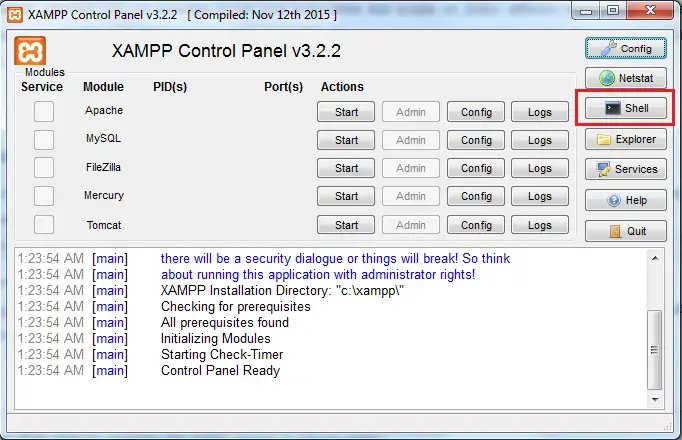 XAMPP Control Panel v3.2.2   [ Compiled: Nov 12th 2015 ]
XAMPP Control Panel v3.2.2
Config
Modules
Service Module PID(s) Port(s) Actions
Netstat
Apache Start Admin Config Logs
Shell
MySQL Start Admin Config Logs
Explorer
FileZilla Start Admin Config Logs
Services
Mercury Start Admin Config Logs
Help
Tomcat Start Admin Config Logs
Quit
1:23:54 AM [main] there will be a security dialogue or things will break! So think
1:23:54 AM [main] about running this application with administrator rights!
1:23:54 AM [main] XAMPP Installation Directory: "c:\xampp\"
1:23:54 AM [main] Checking for prerequisites
1:23:54 AM [main] All prerequisites found
1:23:54 AM [main] Initializing Modules
1:23:54 AM [main] Starting Check-Timer
1:23:54 AM [main] Control Panel Ready